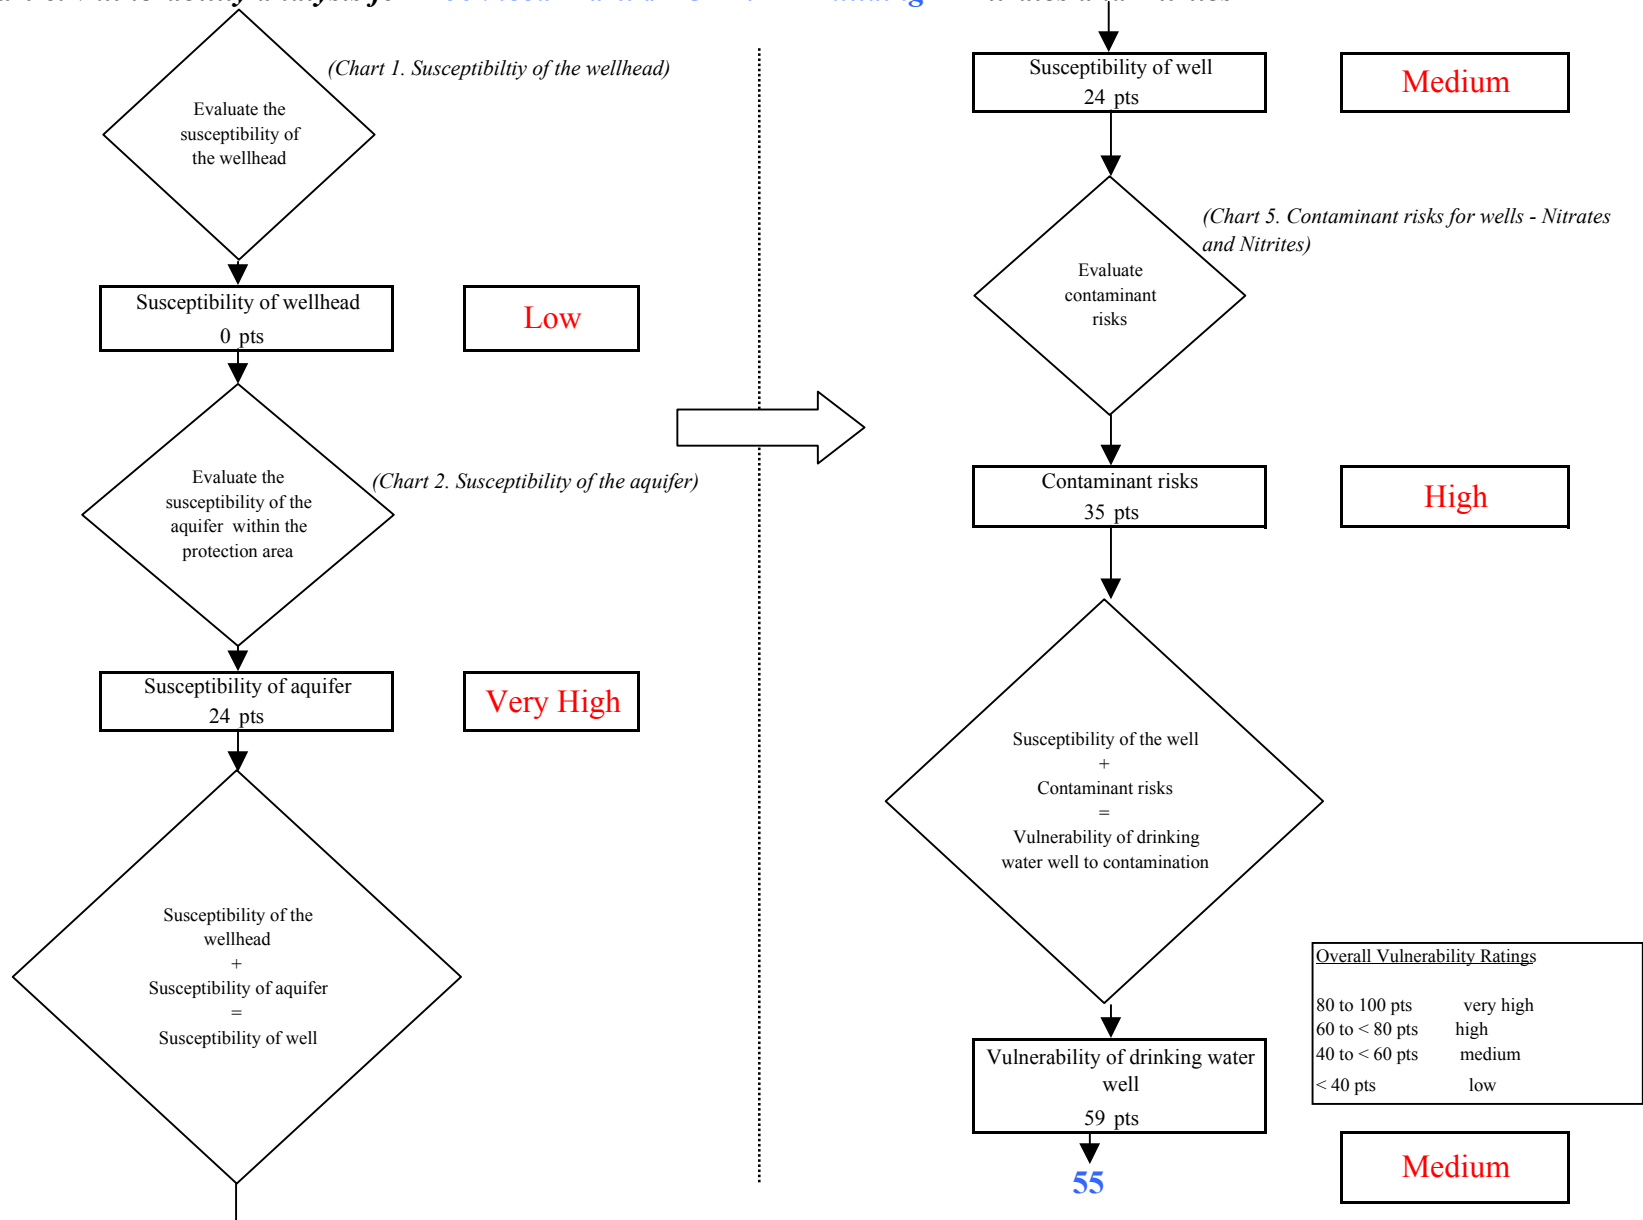 (Chart 1. Susceptibiltiy of the wellhead)
Evaluate the
susceptibility of
the wellhead
Susceptibility of wellhead
0 pts
Low
Evaluate the
susceptibility of the
aquifer within the
protection area
(Chart 2. Susceptibility of the aquifer)
Susceptibility of aquifer
24 pts
Very High
Susceptibility of the
wellhead
+
Susceptibility of aquifer
=
Susceptibility of well
Susceptibility of well
24 pts
Medium
(Chart 5. Contaminant risks for wells - Nitrates
and Nitrites)
Evaluate
contaminant
risks
Contaminant risks
35 pts
High
Susceptibility of the well
+
Contaminant risks
=
Vulnerability of drinking
water well to contamination
Overall Vulnerability Ratings
80 to 100 pts very high
60 to < 80 pts high
40 to < 60 pts medium
< 40 pts low
Vulnerability of drinking water
well
59 pts
55
Medium